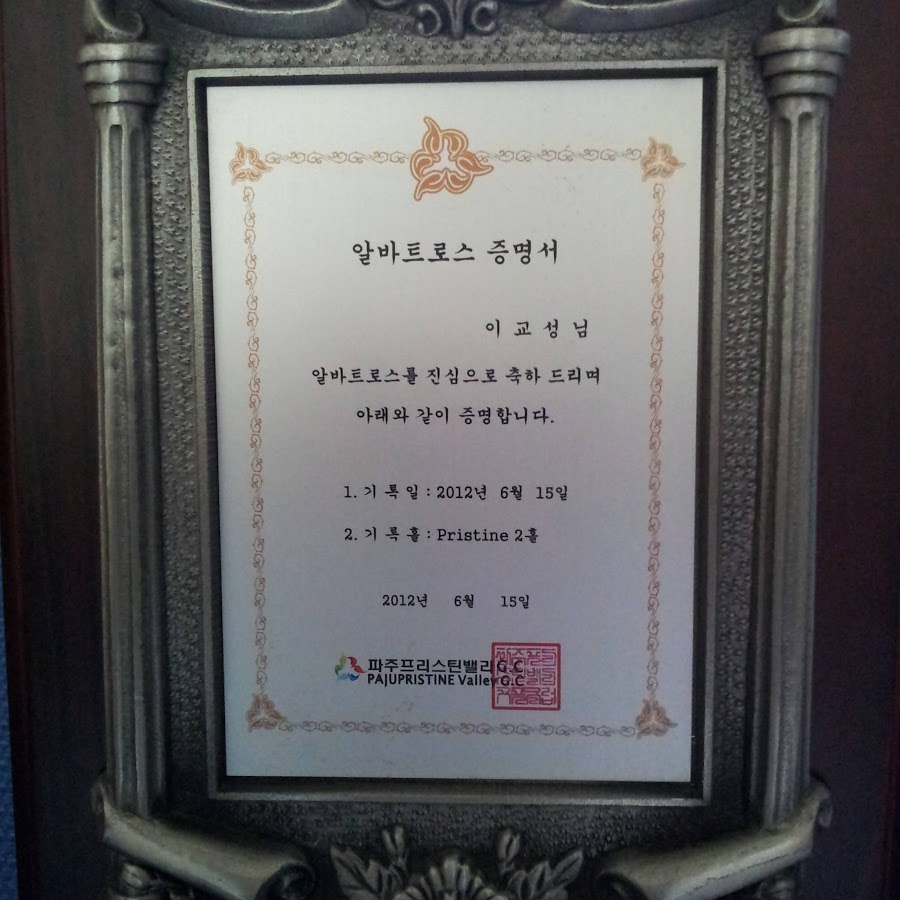 알바트로스 증명서
이 교 성 님
알바트로스를 진심으로 축하 드리며
아래와 같이 증명합니다.
1. 기 록 일 : 2012년 6월 15일
2. 기 록 홀 : Pristine 2홀
2012년 6월 15일
파주프리스틴밸리 G.C
PAJUPRISTINE Valley G.C